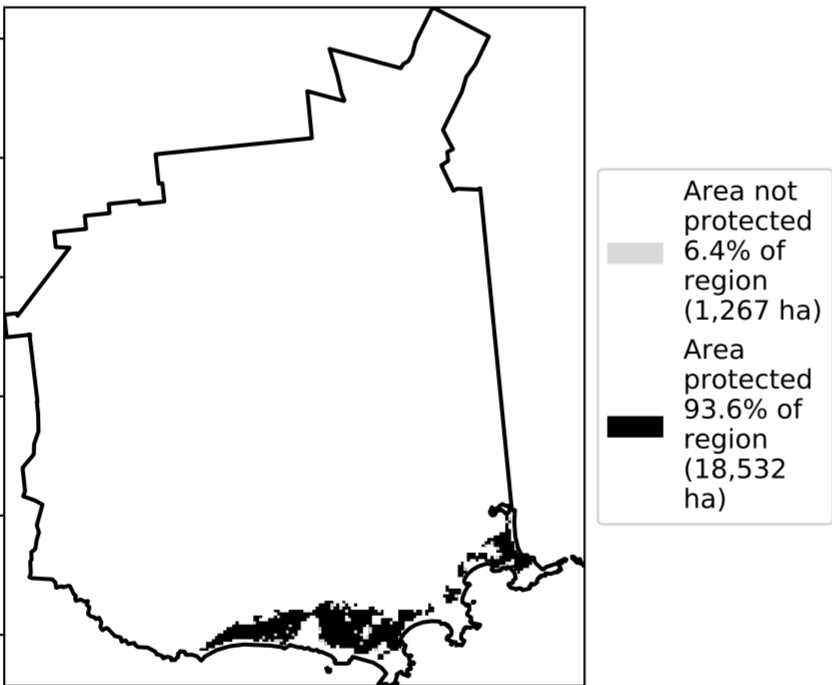 Area not
protected
6.4% of
region
(1,267 ha)
Area
protected
93.6% of
region
(18,532
ha)